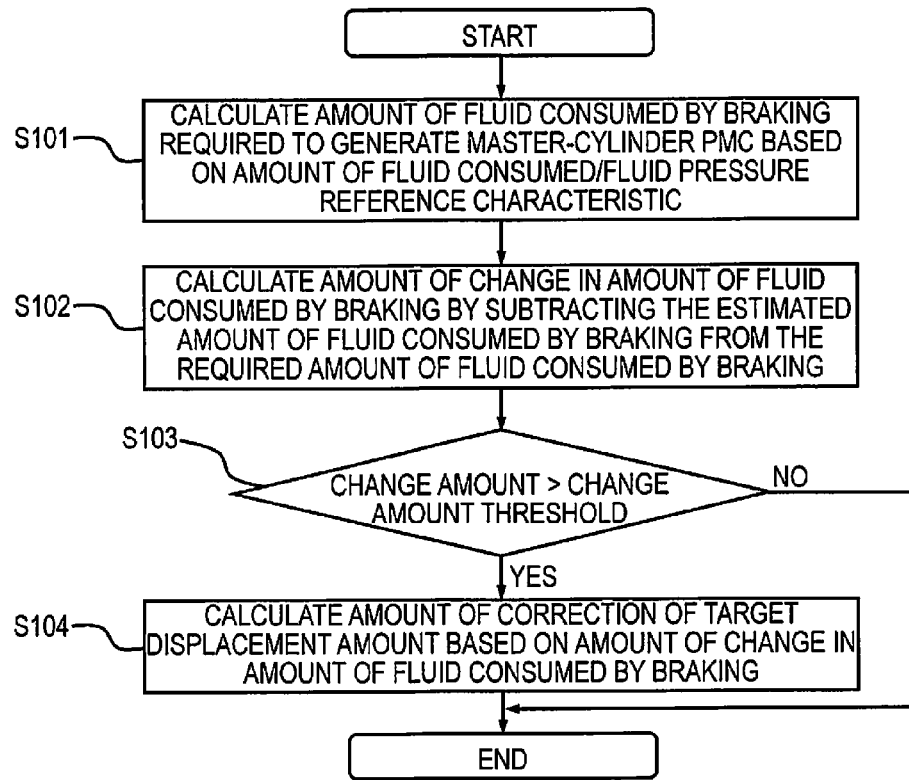 START
S101
CALCULATE AMOUNT OF FLUID CONSUMED BY BRAKING
REQUIRED TO GENERATE MASTER-CYLINDER PMC BASED
ON AMOUNT OF FLUID CONSUMED/FLUID PRESSURE
REFERENCE CHARACTERISTIC
S102
CALCULATE AMOUNT OF CHANGE IN AMOUNT OF FLUID
CONSUMED BY BRAKING BY SUBTRACTING THE ESTIMATED
AMOUNT OF FLUID CONSUMED BY BRAKING FROM THE
REQUIRED AMOUNT OF FLUID CONSUMED BY BRAKING
S103
CHANGE AMOUNT > CHANGE
AMOUNT THRESHOLD
NO
YES
S104
CALCULATE AMOUNT OF CORRECTION OF TARGET
DISPLACEMENT AMOUNT BASED ON AMOUNT OF CHANGE IN
AMOUNT OF FLUID CONSUMED BY BRAKING
END